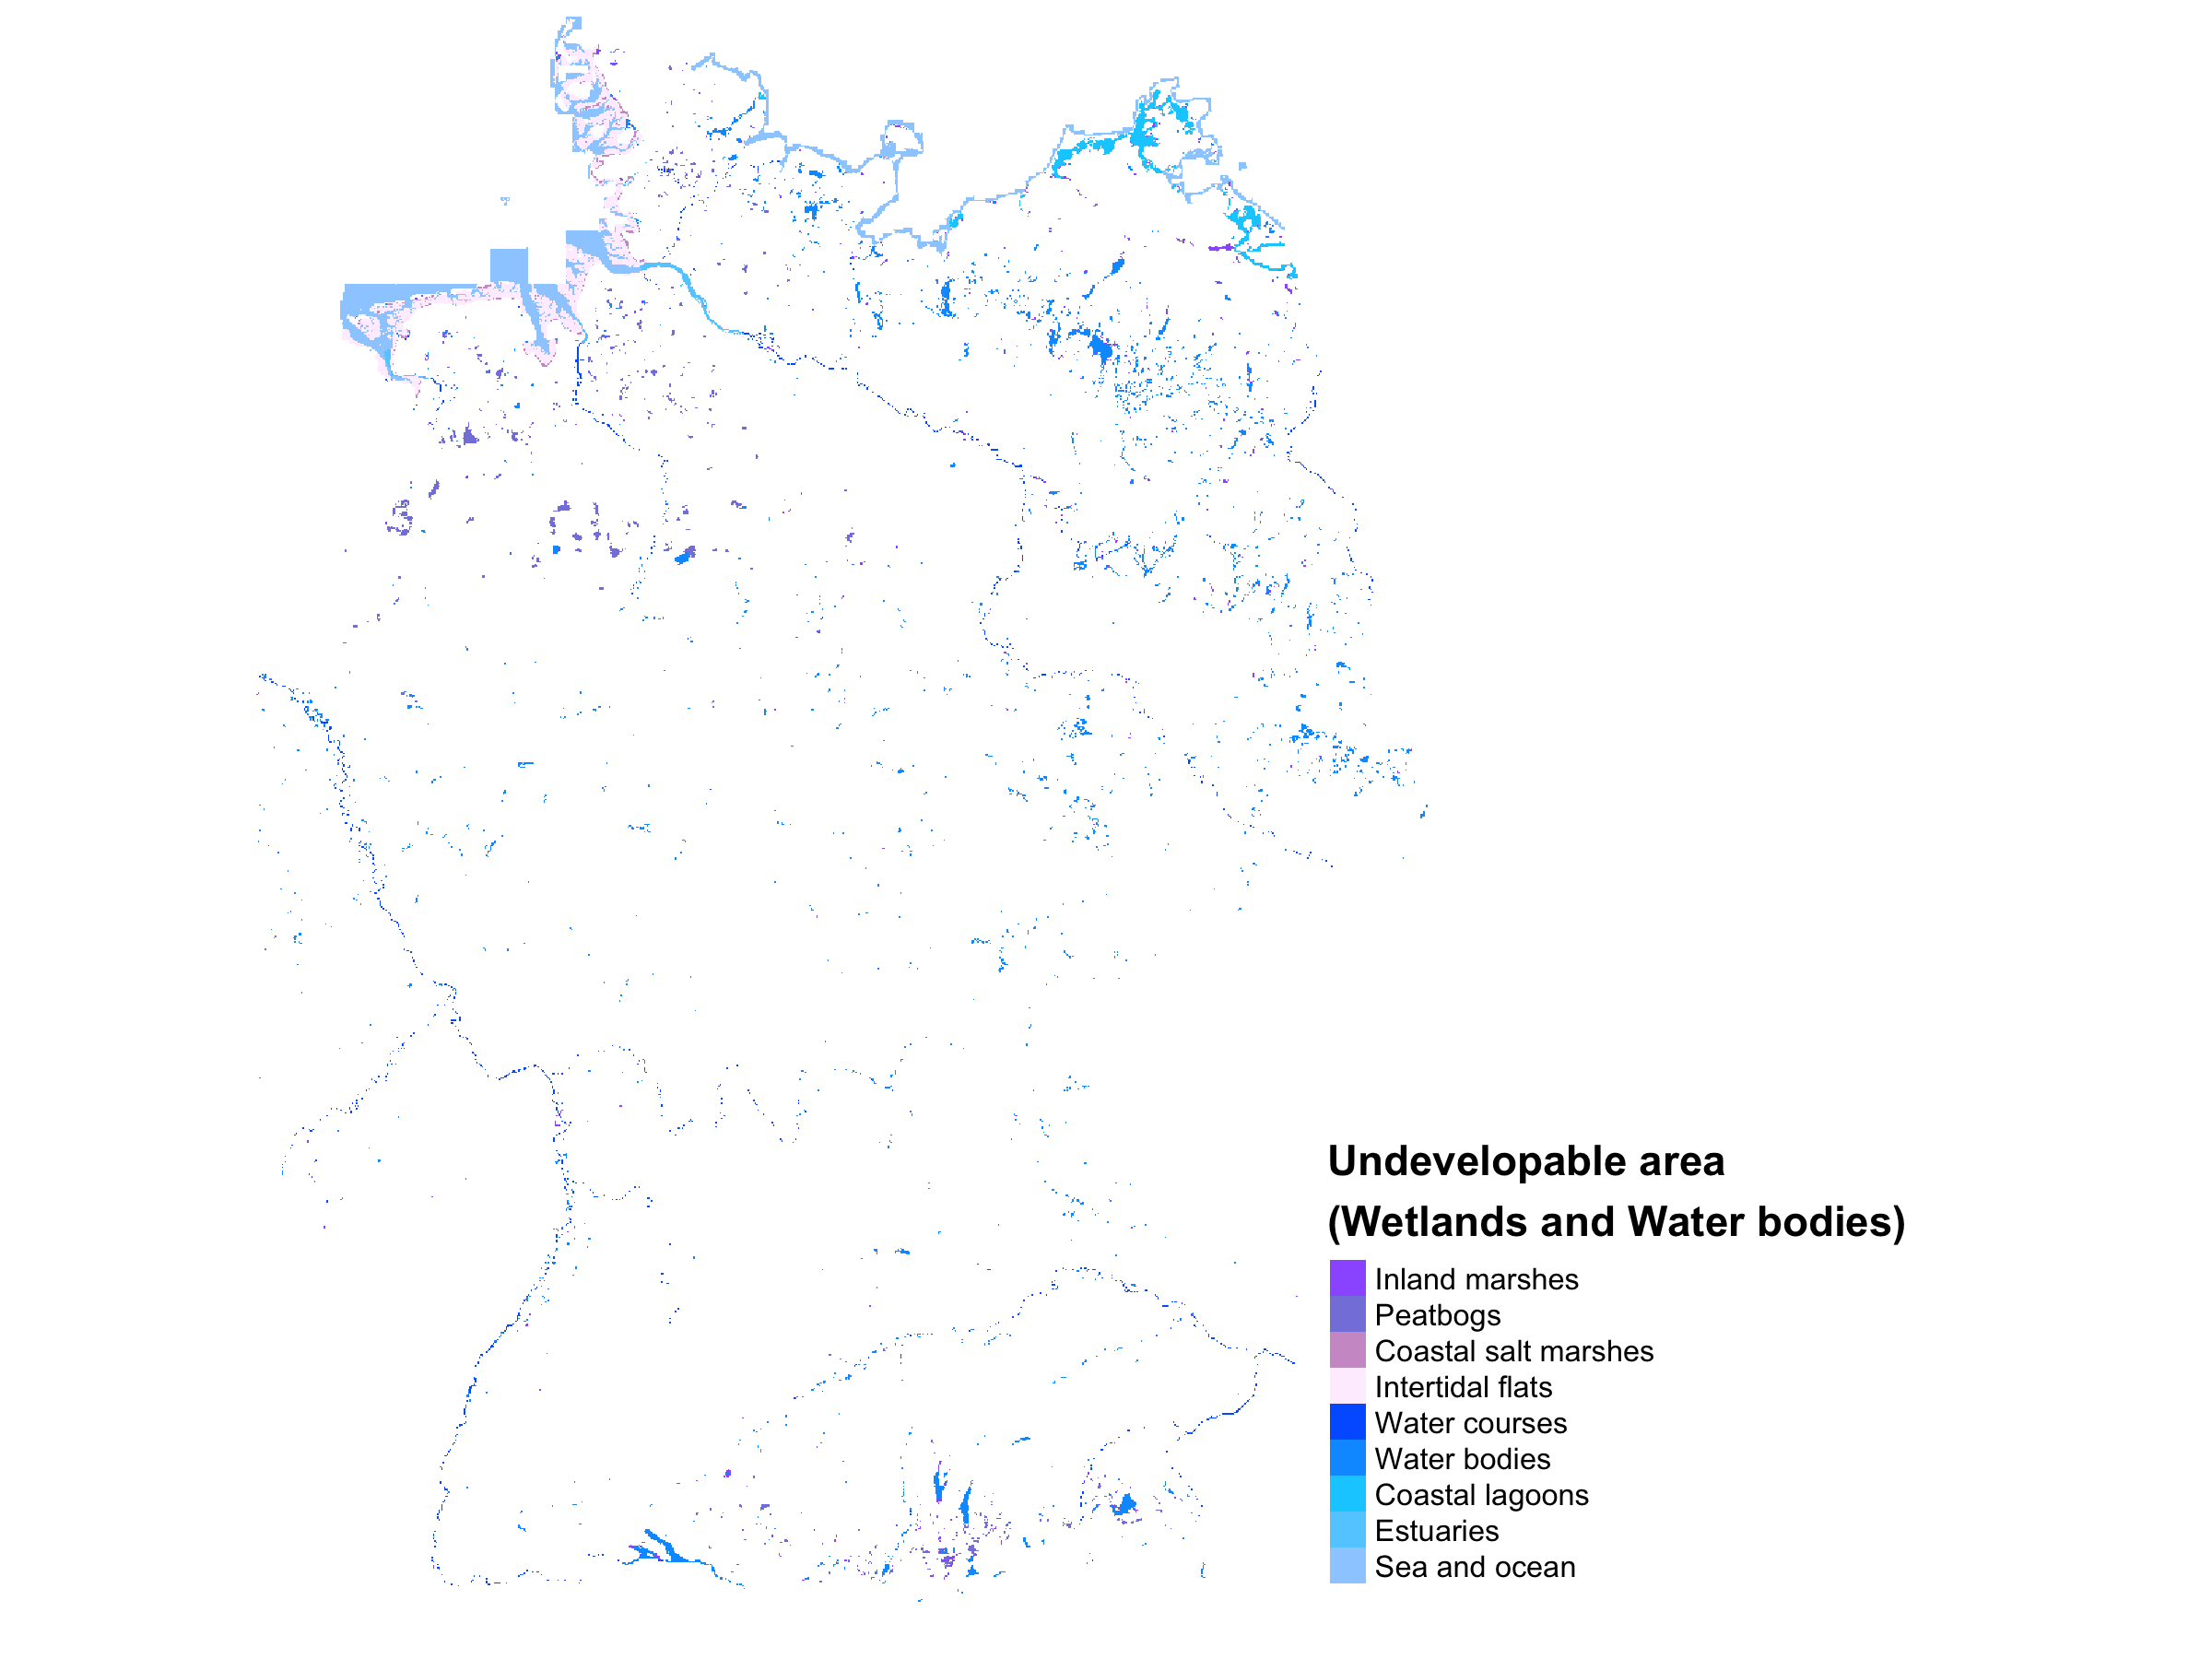 Undevelopable area
(Wetlands and Water bodies)
Inland marshes
Peatbogs
Coastal salt marshes
Intertidal flats
Water courses
Water bodies
Coastal lagoons
Estuaries
Sea and ocean